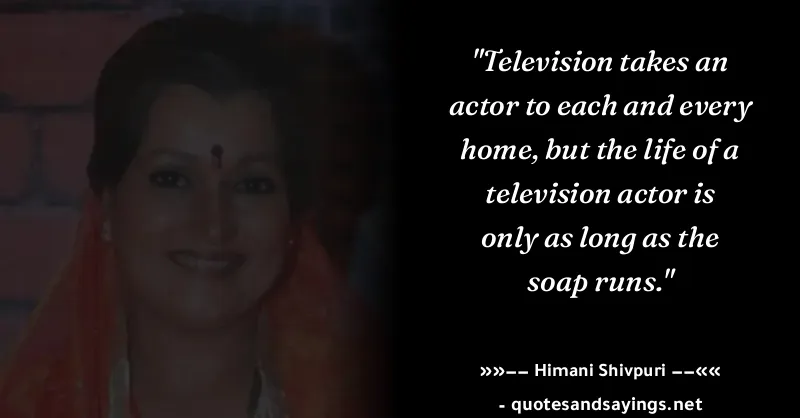 "Television takes an
actor to each and every
home, but the life of a
television actor is
only as long as the
soap runs."
»»−− Himani Shivpuri −−««
- quotesandsayings.net